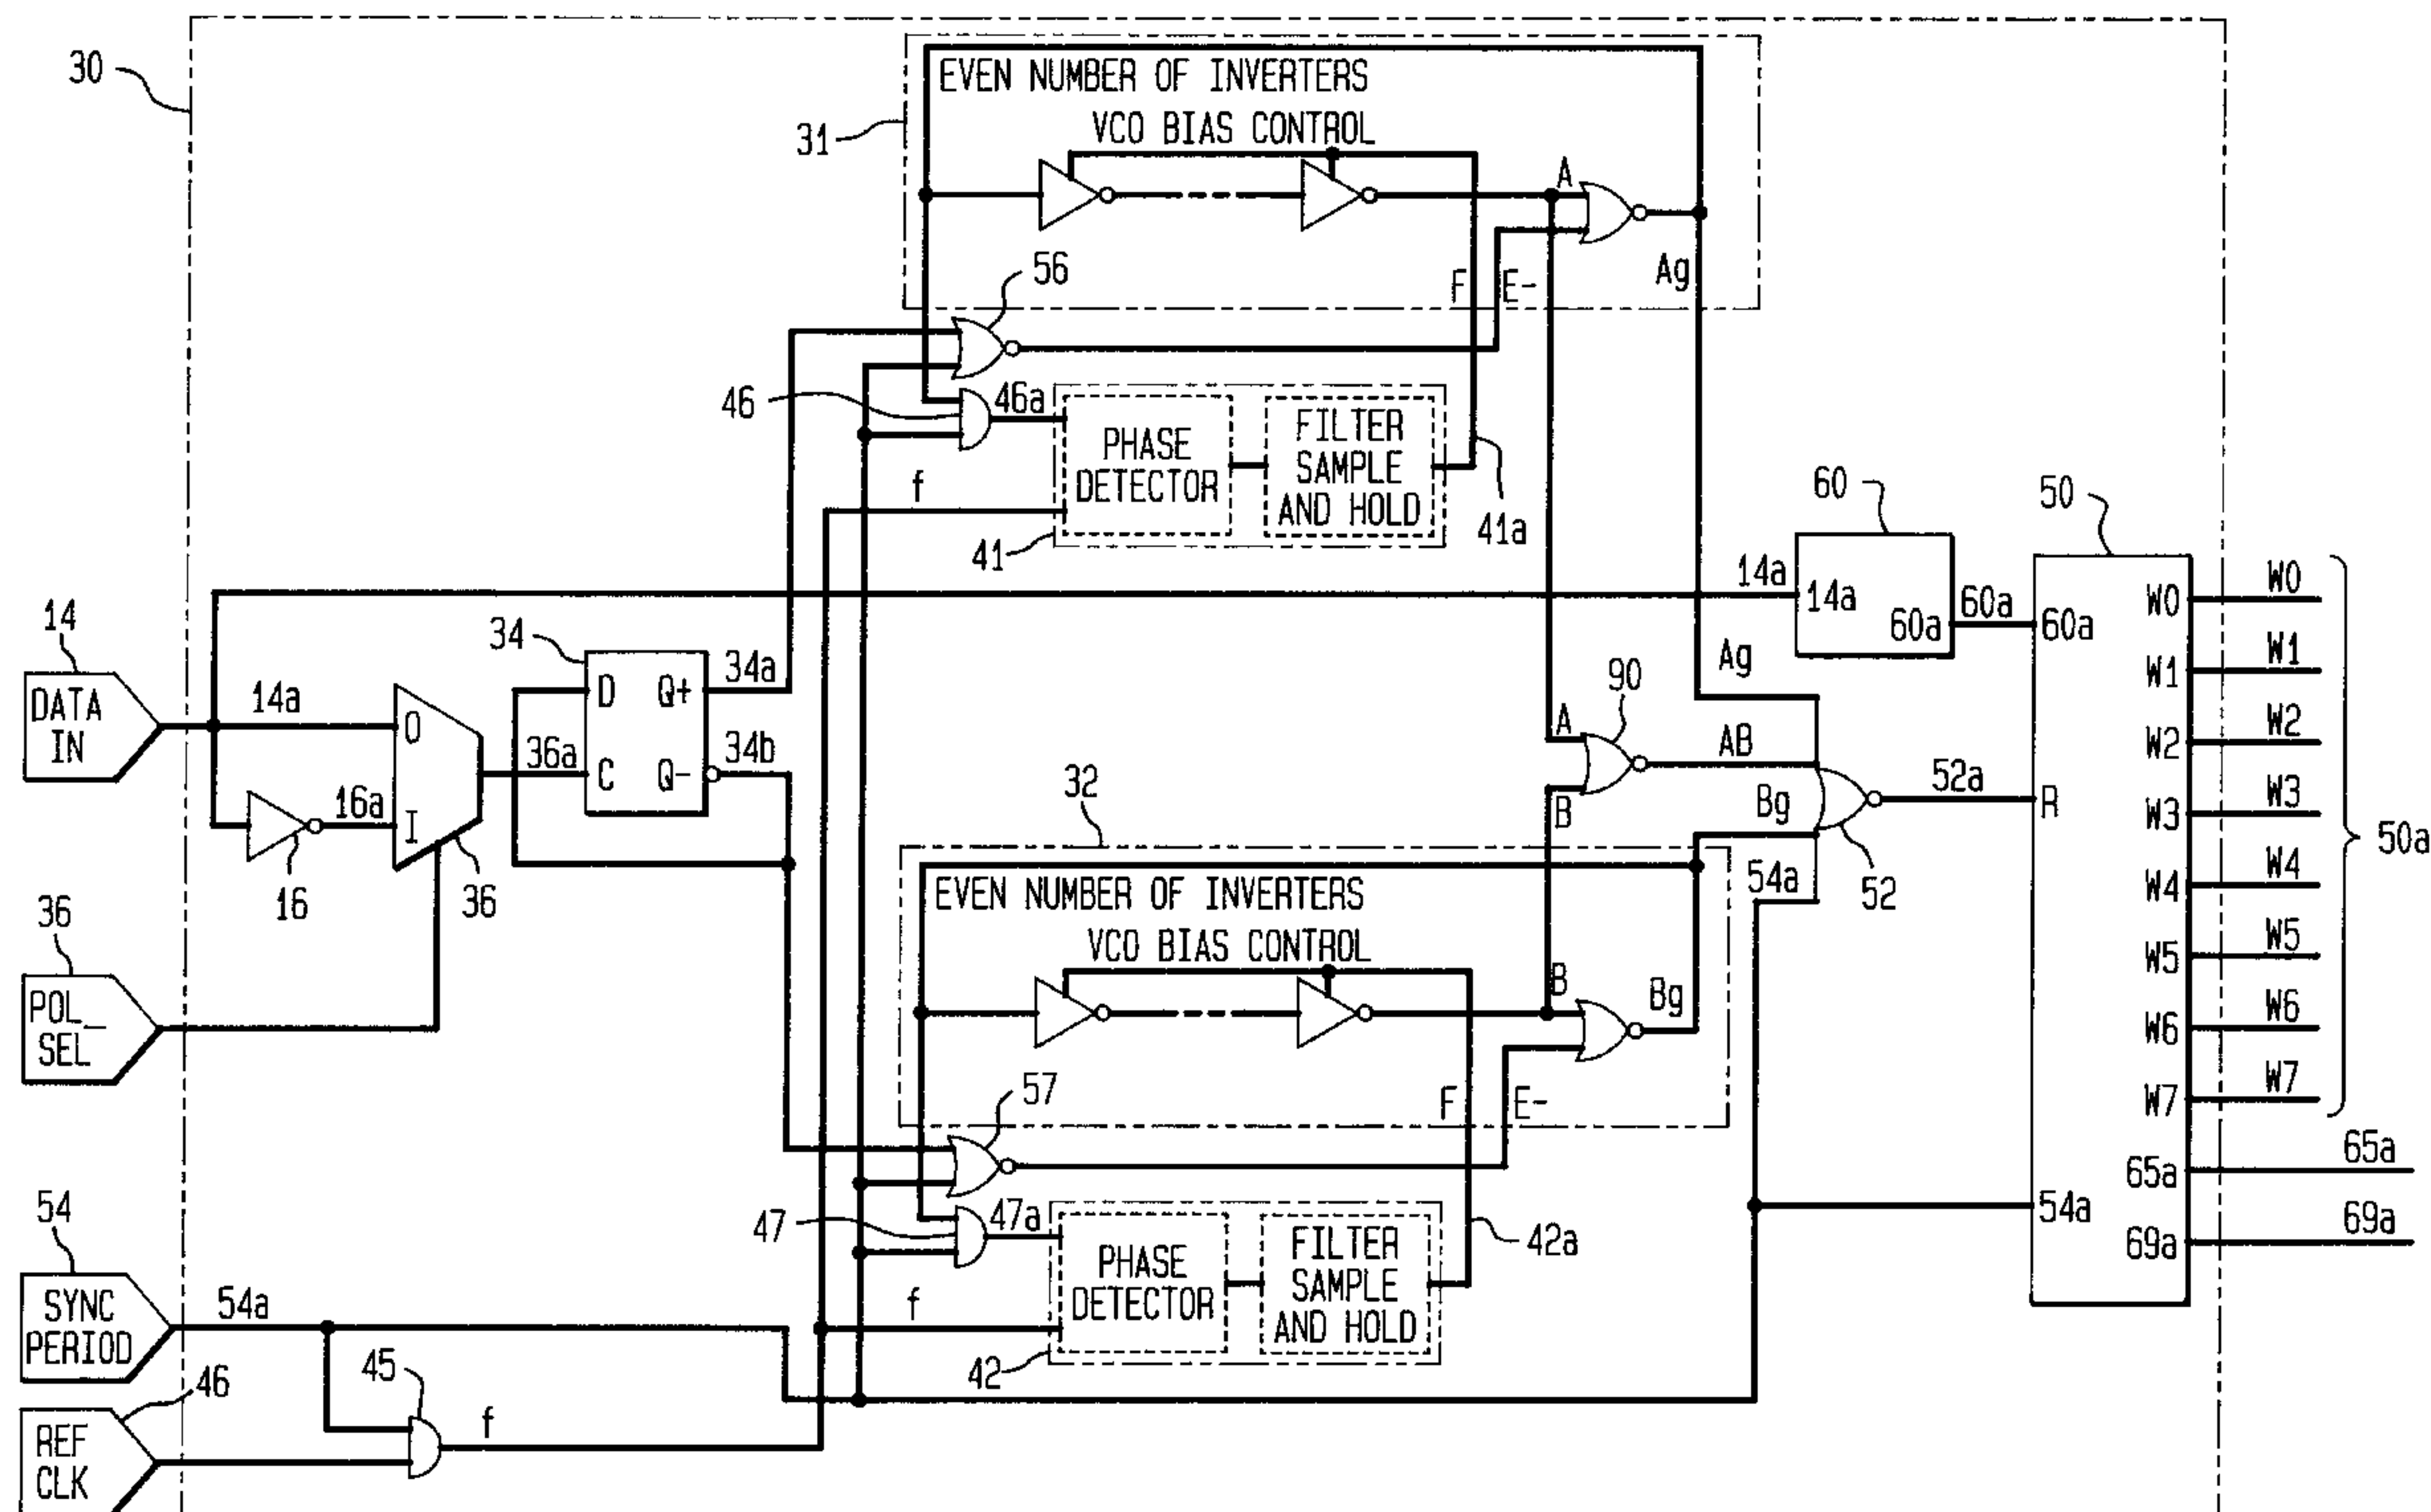 30
31
EVEN NUMBER OF INVERTERS
VCO BIAS CONTROL
A
Ag
F
E-
56
46
46a
PHASE
DETECTOR
FILTER
SAMPLE
AND HOLD
f
41
41a
14
DATA
IN
14a
16a
16
O
I
36
36a
34
D
Q+
C
Q-
34a
34b
14a
60
14a
60a
60a
50
60a
R
54a
W0
W1
W2
W3
W4
W5
W6
W7
65a
69a
W0
W1
W2
W3
W4
W5
W6
W7
50a
65a
69a
Ag
90
A
AB
B
Bg
52a
54a
52
36
POL_
SEL
32
EVEN NUMBER OF INVERTERS
VCO BIAS CONTROL
B
Bg
F
E-
57
47
47a
PHASE
DETECTOR
FILTER
SAMPLE
AND HOLD
f
42
42a
54
SYNC
PERIOD
54a
46
REF
CLK
45
f